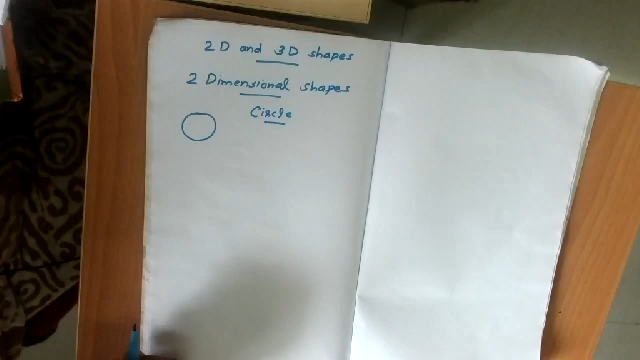 2D and 3D shapes
2 Dimensional shapes
Circle